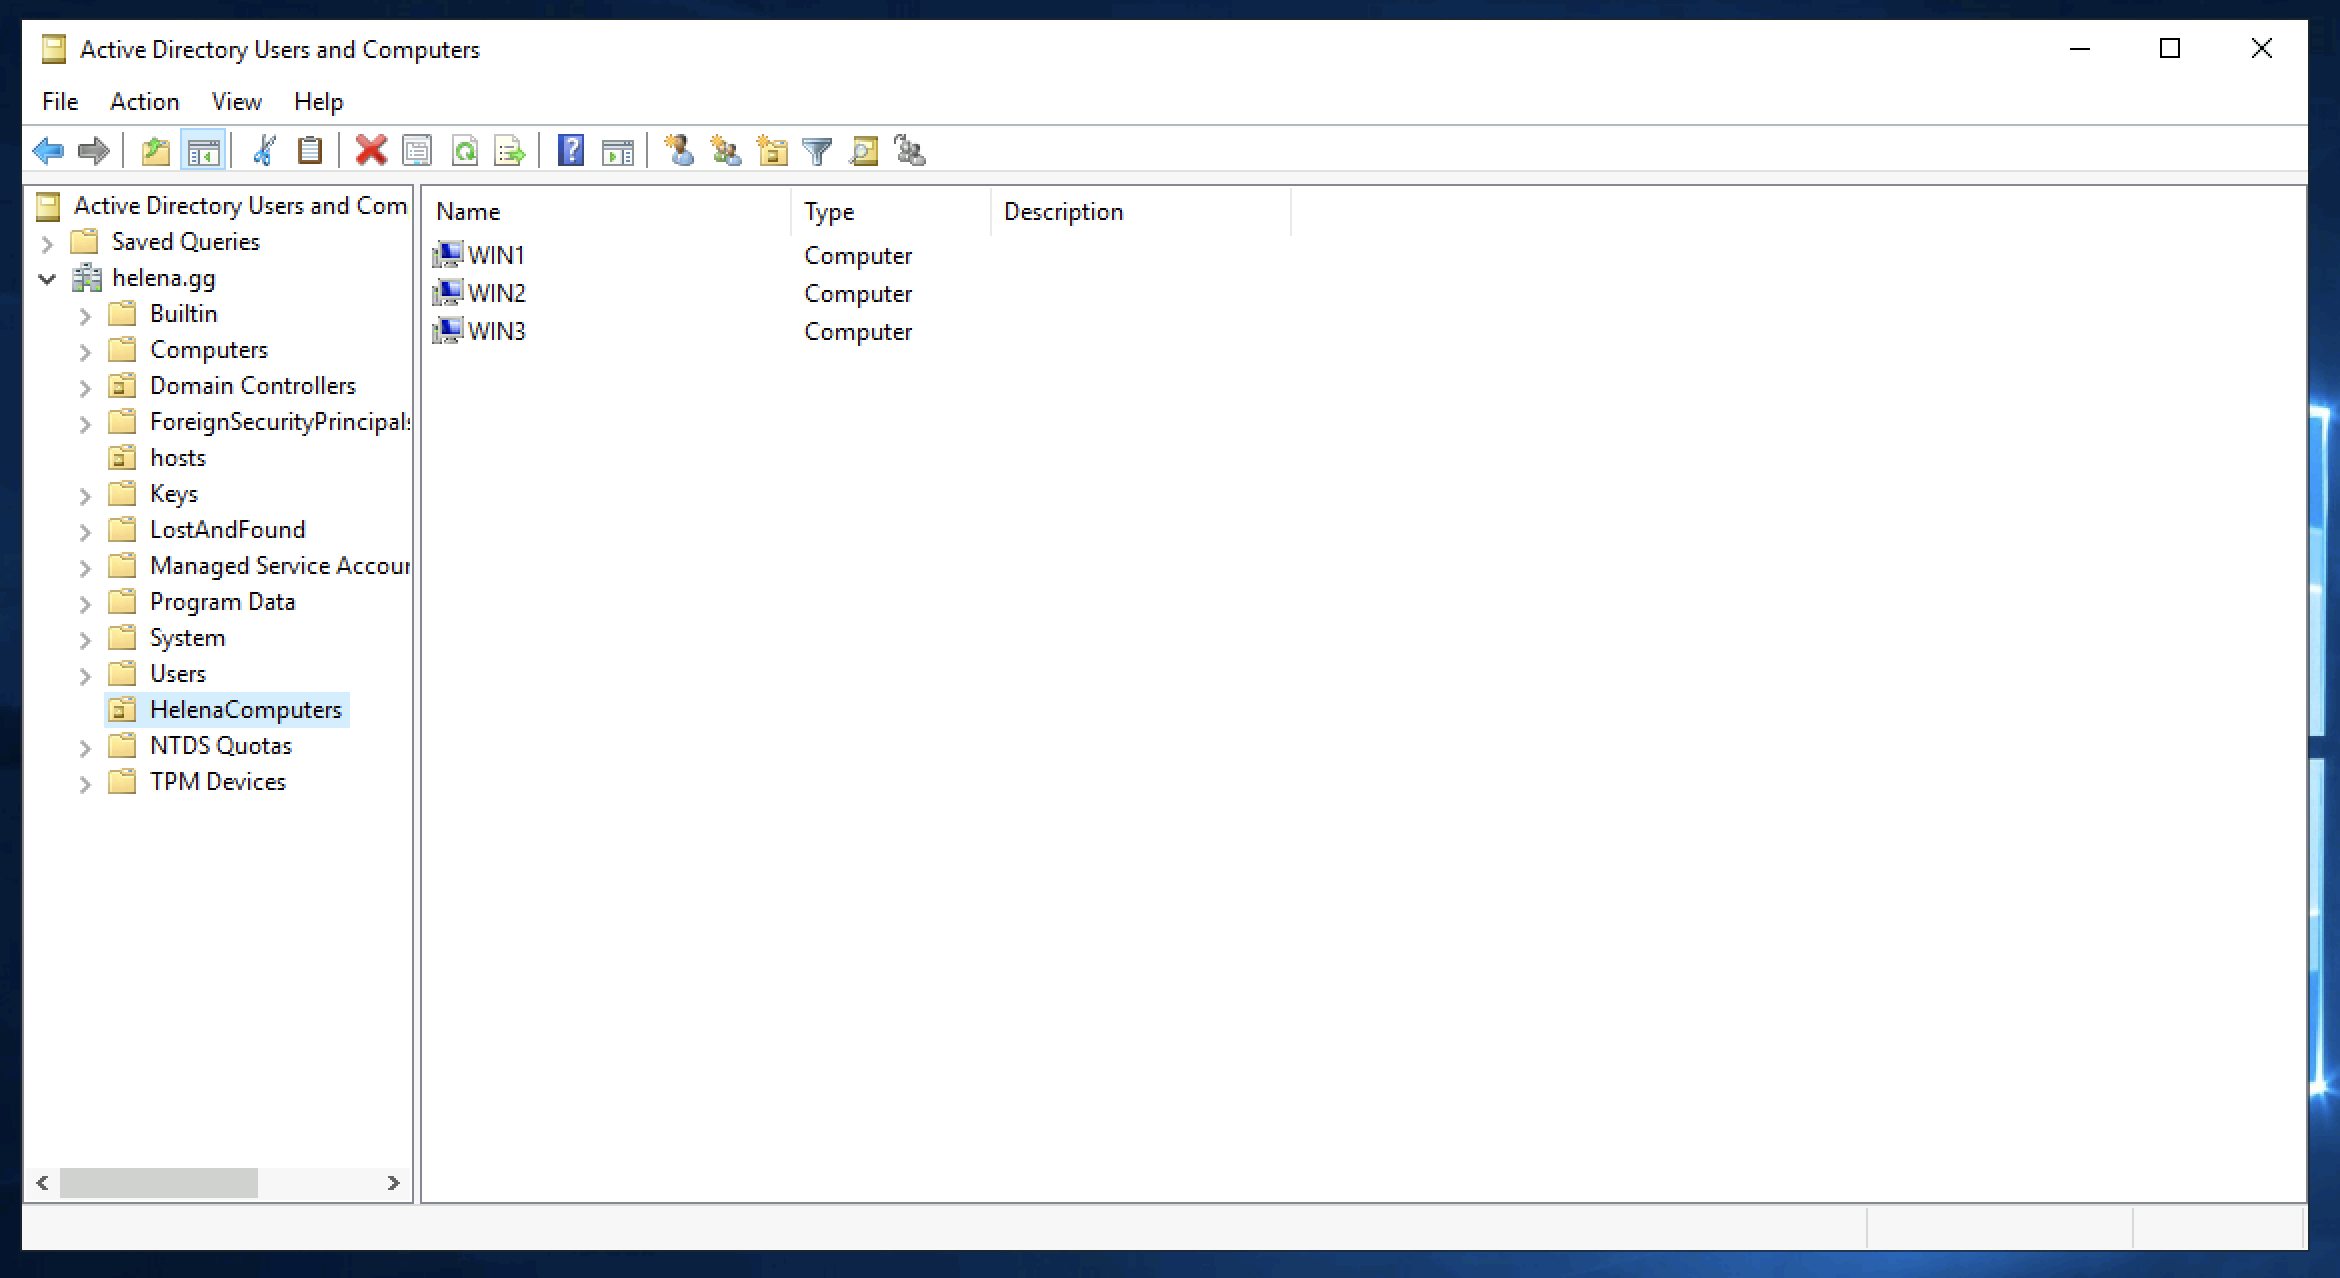 Active Directory Users and Computers
File Action View Help
Active Directory Users and Com
Saved Queries
helena.gg
Builtin
Computers
Domain Controllers
ForeignSecurityPrincipals
hosts
Keys
LostAndFound
Managed Service Accour
Program Data
System
Users
HelenaComputers
NTDS Quotas
TPM Devices
Name Type Description
WIN1 Computer
WIN2 Computer
WIN3 Computer